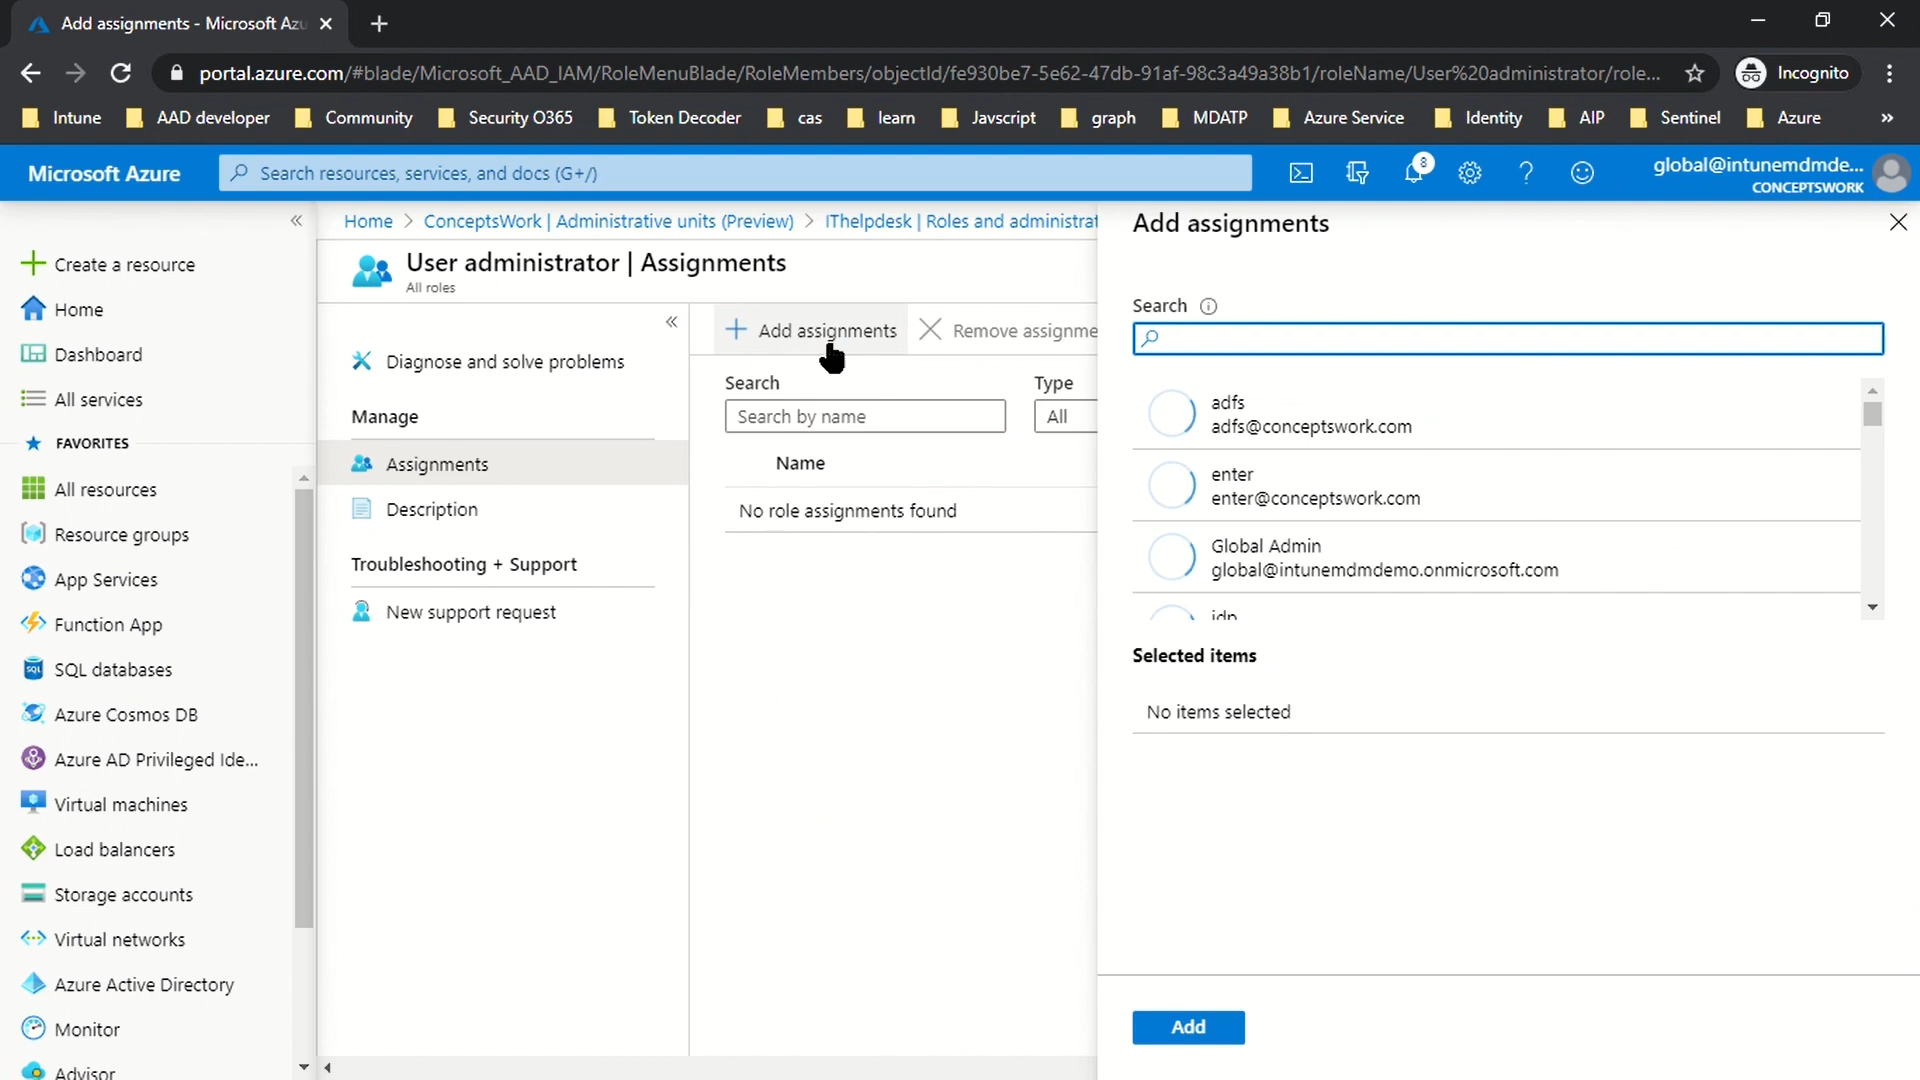 Add assignments - Microsoft Azu
portal.azure.com/#blade/Microsoft_AAD_IAM/RoleMenuBlade/RoleMembers/objectId/fe930be7-5e62-47db-91af-98c3a49a38b1/roleName/User%20administrator/role...
Incognito
Intune
AAD developer
Community
Security O365
Token Decoder
cas
learn
Javscript
graph
MDATP
Azure Service
Identity
AIP
Sentinel
Azure
»
Microsoft Azure
Search resources, services, and docs (G+/)
8
global@intunemdmde...
CONCEPTSWORK
Create a resource
Home
Dashboard
All services
FAVORITES
All resources
Resource groups
App Services
Function App
SQL databases
Azure Cosmos DB
Azure AD Privileged Ide...
Virtual machines
Load balancers
Storage accounts
Virtual networks
Azure Active Directory
Monitor
Advisor
Home > ConceptsWork | Administrative units (Preview) > IThelpdesk | Roles and administrat
User administrator | Assignments
All roles
Diagnose and solve problems
Manage
Assignments
Description
Troubleshooting + Support
New support request
Add assignments
Remove assignme
Search
Type
Search by name
All
Name
No role assignments found
Add assignments
Search
adfs
adfs@conceptswork.com
enter
enter@conceptswork.com
Global Admin
global@intunemdmdemo.onmicrosoft.com
idp
Selected items
No items selected
Add